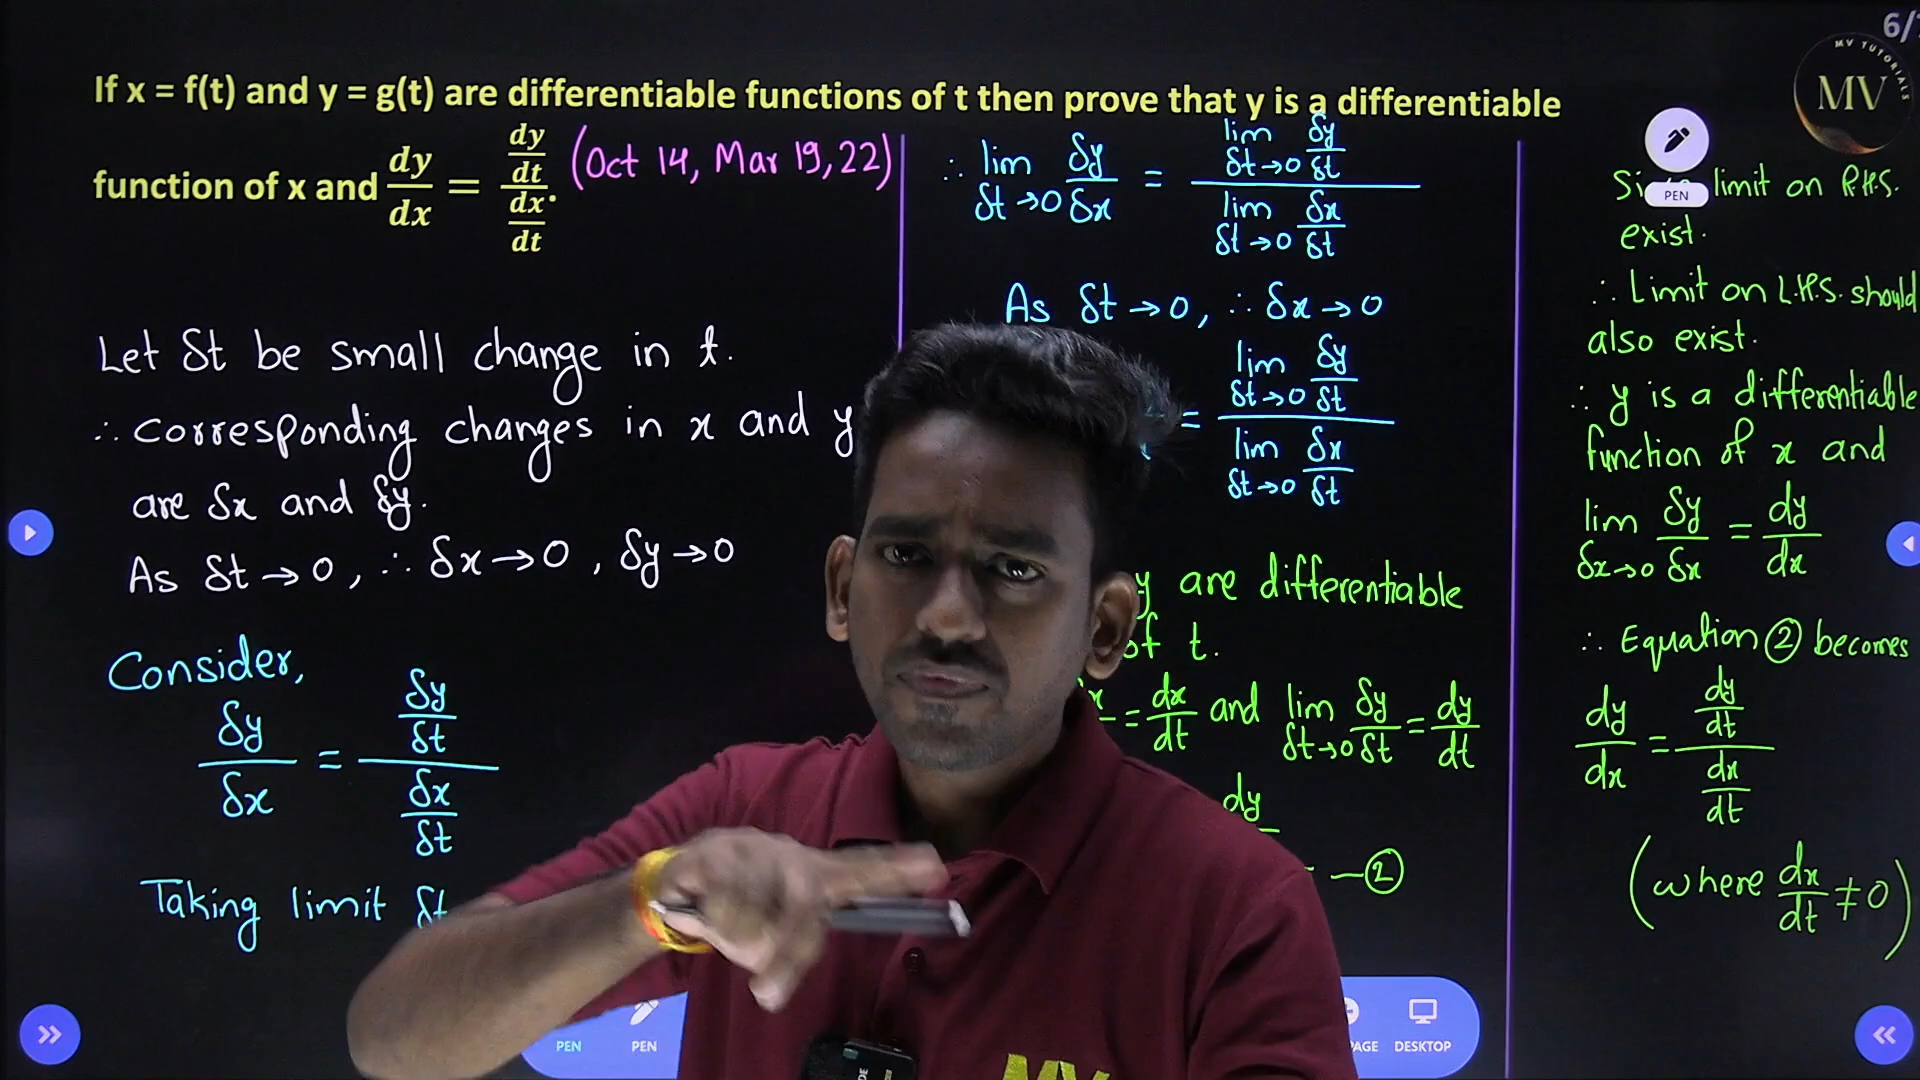 6/
MV TUTORIALS
MV
If x = f(t) and y = g(t) are differentiable functions of t then prove that y is a differentiable
function of x and dy/dx = (dy/dt)/(dx/dt).
(Oct 14, Mar 19,22)
Let δt be small change in t.
∴ corresponding changes in x and y
are δx and δy.
As δt→0, ∴ δx→0, δy→0
Consider,
δy/δx = (δy/δt)/(δx/δt)
Taking limit δt
∴ lim δt→0 δy/δx = (lim δt→0 δy/δt)/(lim δt→0 δx/δt)
As δt→0, ∴ δx→0
= (lim δt→0 δy/δt)/(lim δt→0 δx/δt)
y are differentiable
of t.
= dx/dt and lim δt→0 δy/δt = dy/dt
dy
—②
limit on R.H.S.
exist.
∴ Limit on L.H.S. should
also exist.
∴ y is a differentiable
function of x and
lim δx→0 δy/δx = dy/dx
∴ Equation ② becomes
dy/dx = (dy/dt)/(dx/dt)
(where dx/dt ≠ 0)
PEN
PEN
PEN
DESKTOP
MV